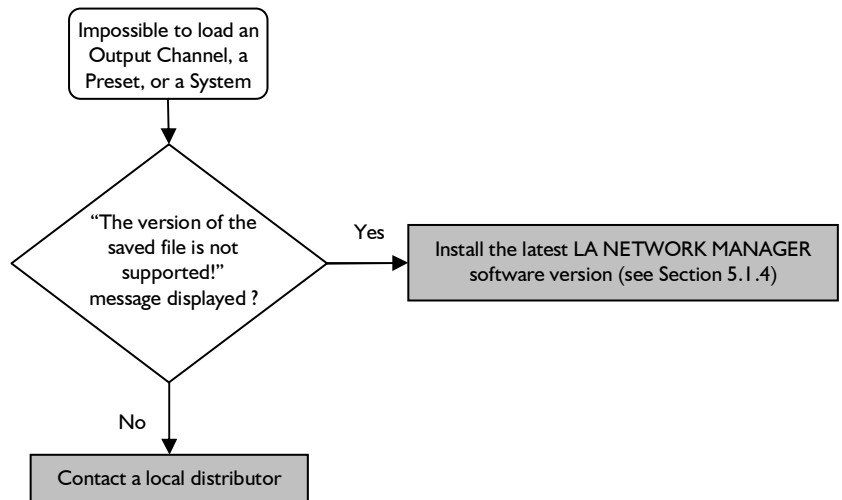 Impossible to load an
Output Channel, a
Preset, or a System
“The version of the
saved file is not
supported!”
message displayed ?
Yes
Install the latest LA NETWORK MANAGER
software version (see Section 5.1.4)
No
Contact a local distributor